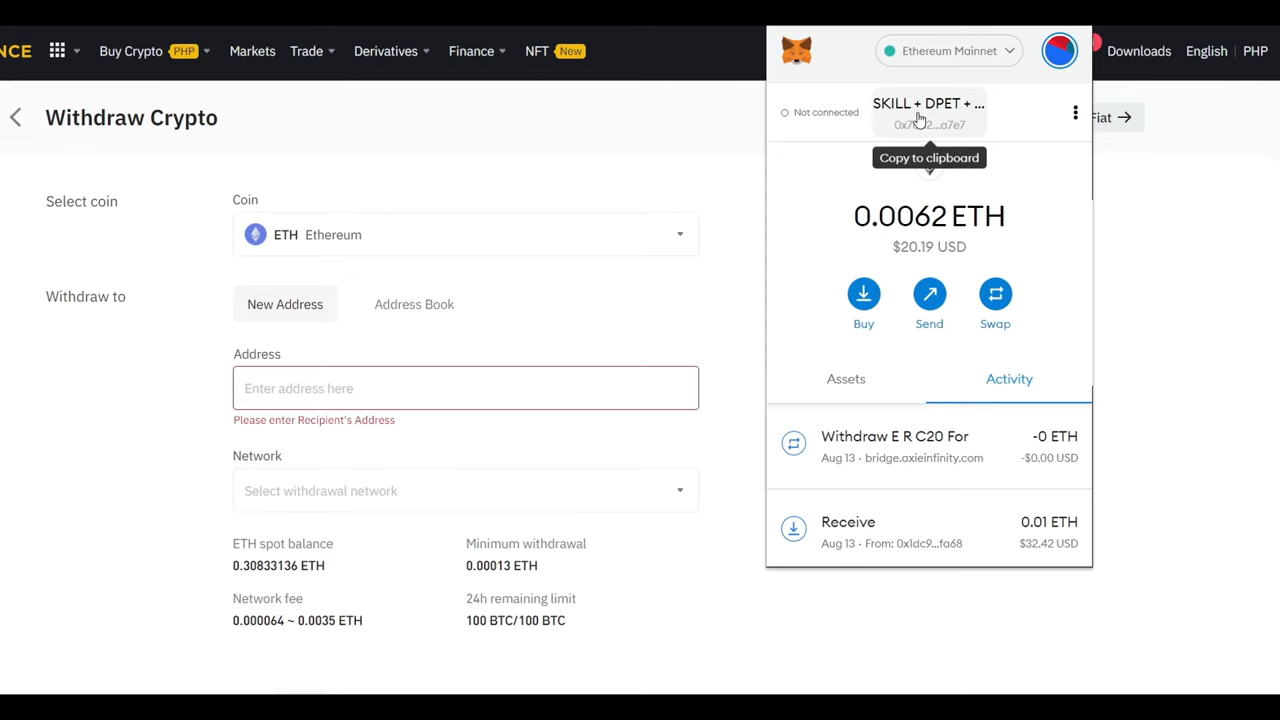 NCE Buy Crypto PHP Markets Trade Derivatives Finance NFT New Downloads English PHP
Withdraw Crypto
Fiat →
Select coin
Coin
ETH Ethereum
Withdraw to
New Address Address Book
Address
Enter address here
Please enter Recipient's Address
Network
Select withdrawal network
ETH spot balance Minimum withdrawal
0.30833136 ETH 0.00013 ETH
Network fee 24h remaining limit
0.000064 ~ 0.0035 ETH 100 BTC/100 BTC
Ethereum Mainnet
Not connected
SKILL + DPET + ...
Copy to clipboard
0.0062 ETH
$20.19 USD
Buy Send Swap
Assets Activity
Withdraw E R C20 For -0 ETH
Aug 13 · bridge.axieinfinity.com -$0.00 USD
Receive 0.01 ETH
Aug 13 · From: 0x1dc9...fa68 $32.42 USD